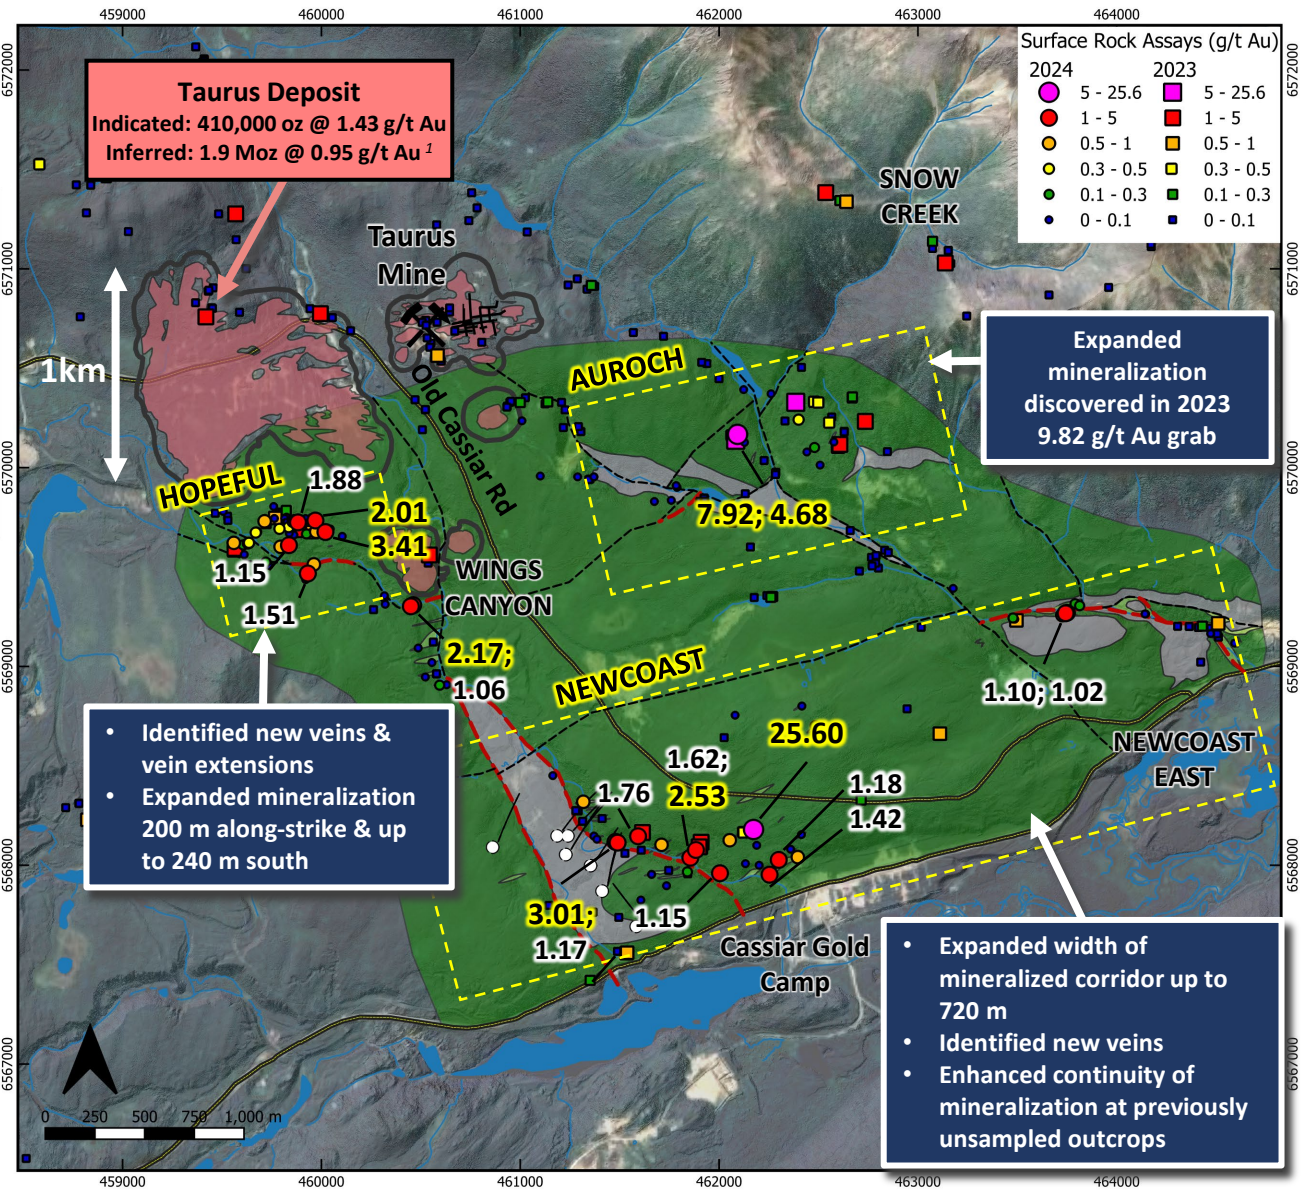 459000 460000 461000 462000 463000 464000
6572000
6571000
6570000
6569000
6568000
6567000
6572000
6571000
6570000
6569000
6568000
6567000
Surface Rock Assays (g/t Au)
2024 2023
5 - 25.6 5 - 25.6
1 - 5 1 - 5
0.5 - 1 0.5 - 1
0.3 - 0.5 0.3 - 0.5
0.1 - 0.3 0.1 - 0.3
0 - 0.1 0 - 0.1
Taurus Deposit
Indicated: 410,000 oz @ 1.43 g/t Au
Inferred: 1.9 Moz @ 0.95 g/t Au 1
SNOW
CREEK
Taurus
Mine
1km
Old Cassiar Rd
AUROCH
Expanded
mineralization
discovered in 2023
9.82 g/t Au grab
HOPEFUL
1.88
2.01
3.41
7.92; 4.68
1.15
1.51
WINGS
CANYON
2.17;
1.06
NEWCOAST
1.10; 1.02
NEWCOAST
EAST
• Identified new veins &
vein extensions
• Expanded mineralization
200 m along-strike & up
to 240 m south
25.60
1.62;
2.53
1.76
1.18
1.42
3.01;
1.17
1.15
Cassiar Gold
Camp
• Expanded width of
mineralized corridor up to
720 m
• Identified new veins
• Enhanced continuity of
mineralization at previously
unsampled outcrops
0 250 500 750 1,000 m
459000 460000 461000 462000 463000 464000